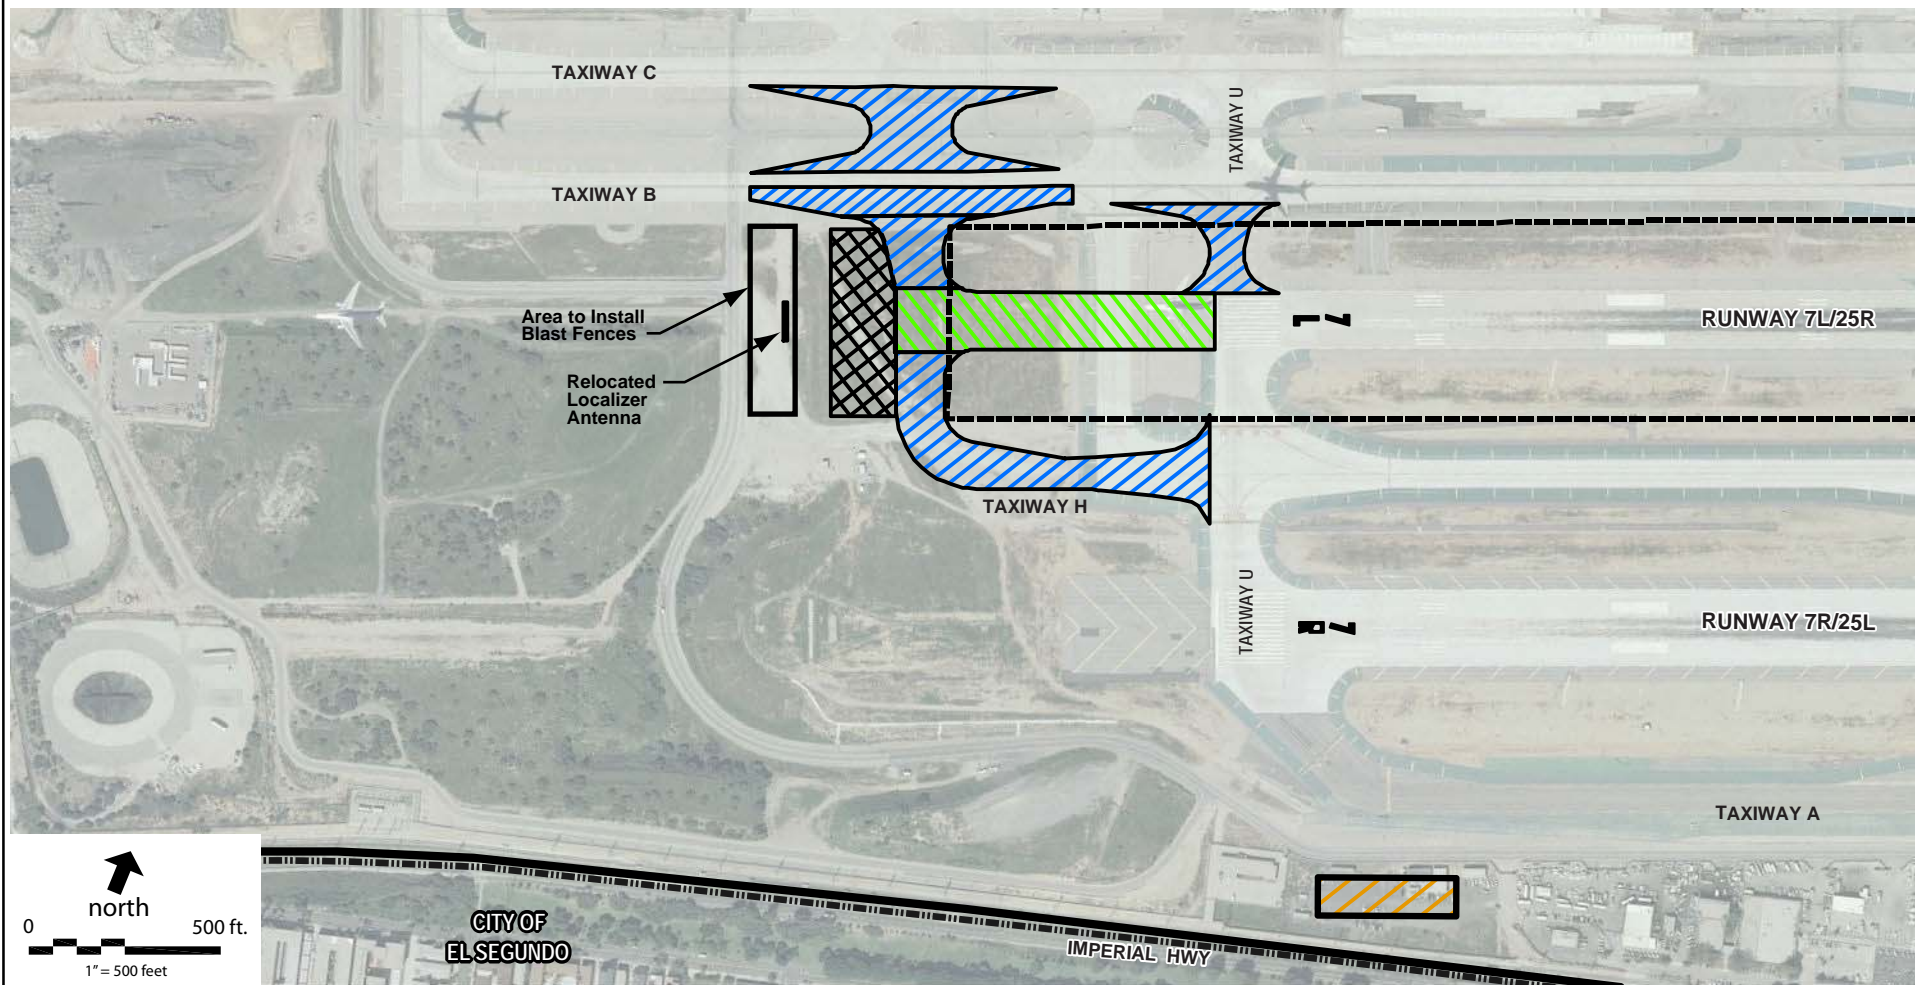 TAXIWAY C
TAXIWAY U
TAXIWAY B
Area to Install
Blast Fences
RUNWAY 7L/25R
7L
Relocated
Localizer
Antenna
TAXIWAY H
TAXIWAY U
RUNWAY 7R/25L
7R
TAXIWAY A
north
0 500 ft.
1" = 500 feet
CITY OF
EL SEGUNDO
IMPERIAL HWY